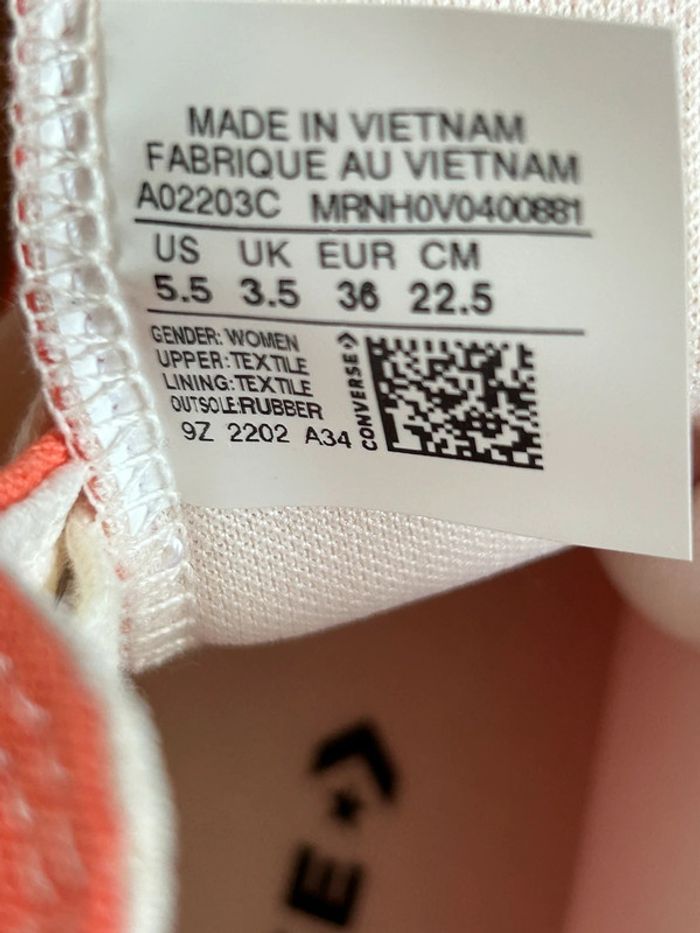 MADE IN VIETNAM
FABRIQUE AU VIETNAM
A02203C MRNH0V0400881
US UK EUR CM
5.5 3.5 36 22.5
GENDER: WOMEN
UPPER:TEXTILE
LINING:TEXTILE
OUTSOLE:RUBBER
9Z 2202 A34
CONVERSE
SE